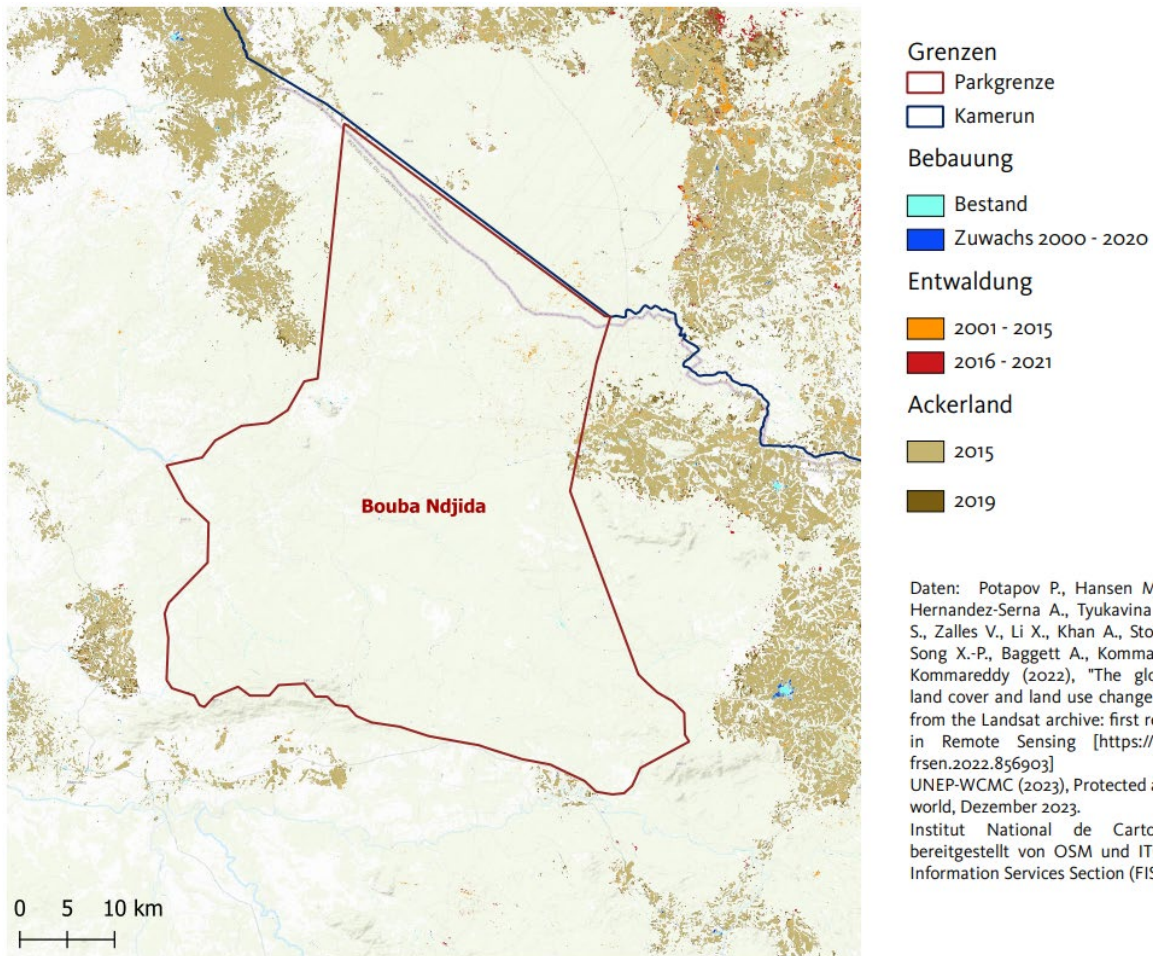 Bouba Ndjida
0 5 10 km
Grenzen
Parkgrenze
Kamerun
Bebauung
Bestand
Zuwachs 2000 - 2020
Entwaldung
2001 - 2015
2016 - 2021
Ackerland
2015
2019
Daten: Potapov P., Hansen M
Hernandez-Serna A., Tyukavina
S., Zalles V., Li X., Khan A., Sto
Song X.-P., Baggett A., Komma
Kommareddy (2022), "The glo
land cover and land use change
from the Landsat archive: first re
in Remote Sensing [https://
frsen.2022.856903]
UNEP-WCMC (2023), Protected a
world, Dezember 2023.
Institut National de Carto
bereitgestellt von OSM und IT
Information Services Section (FIS